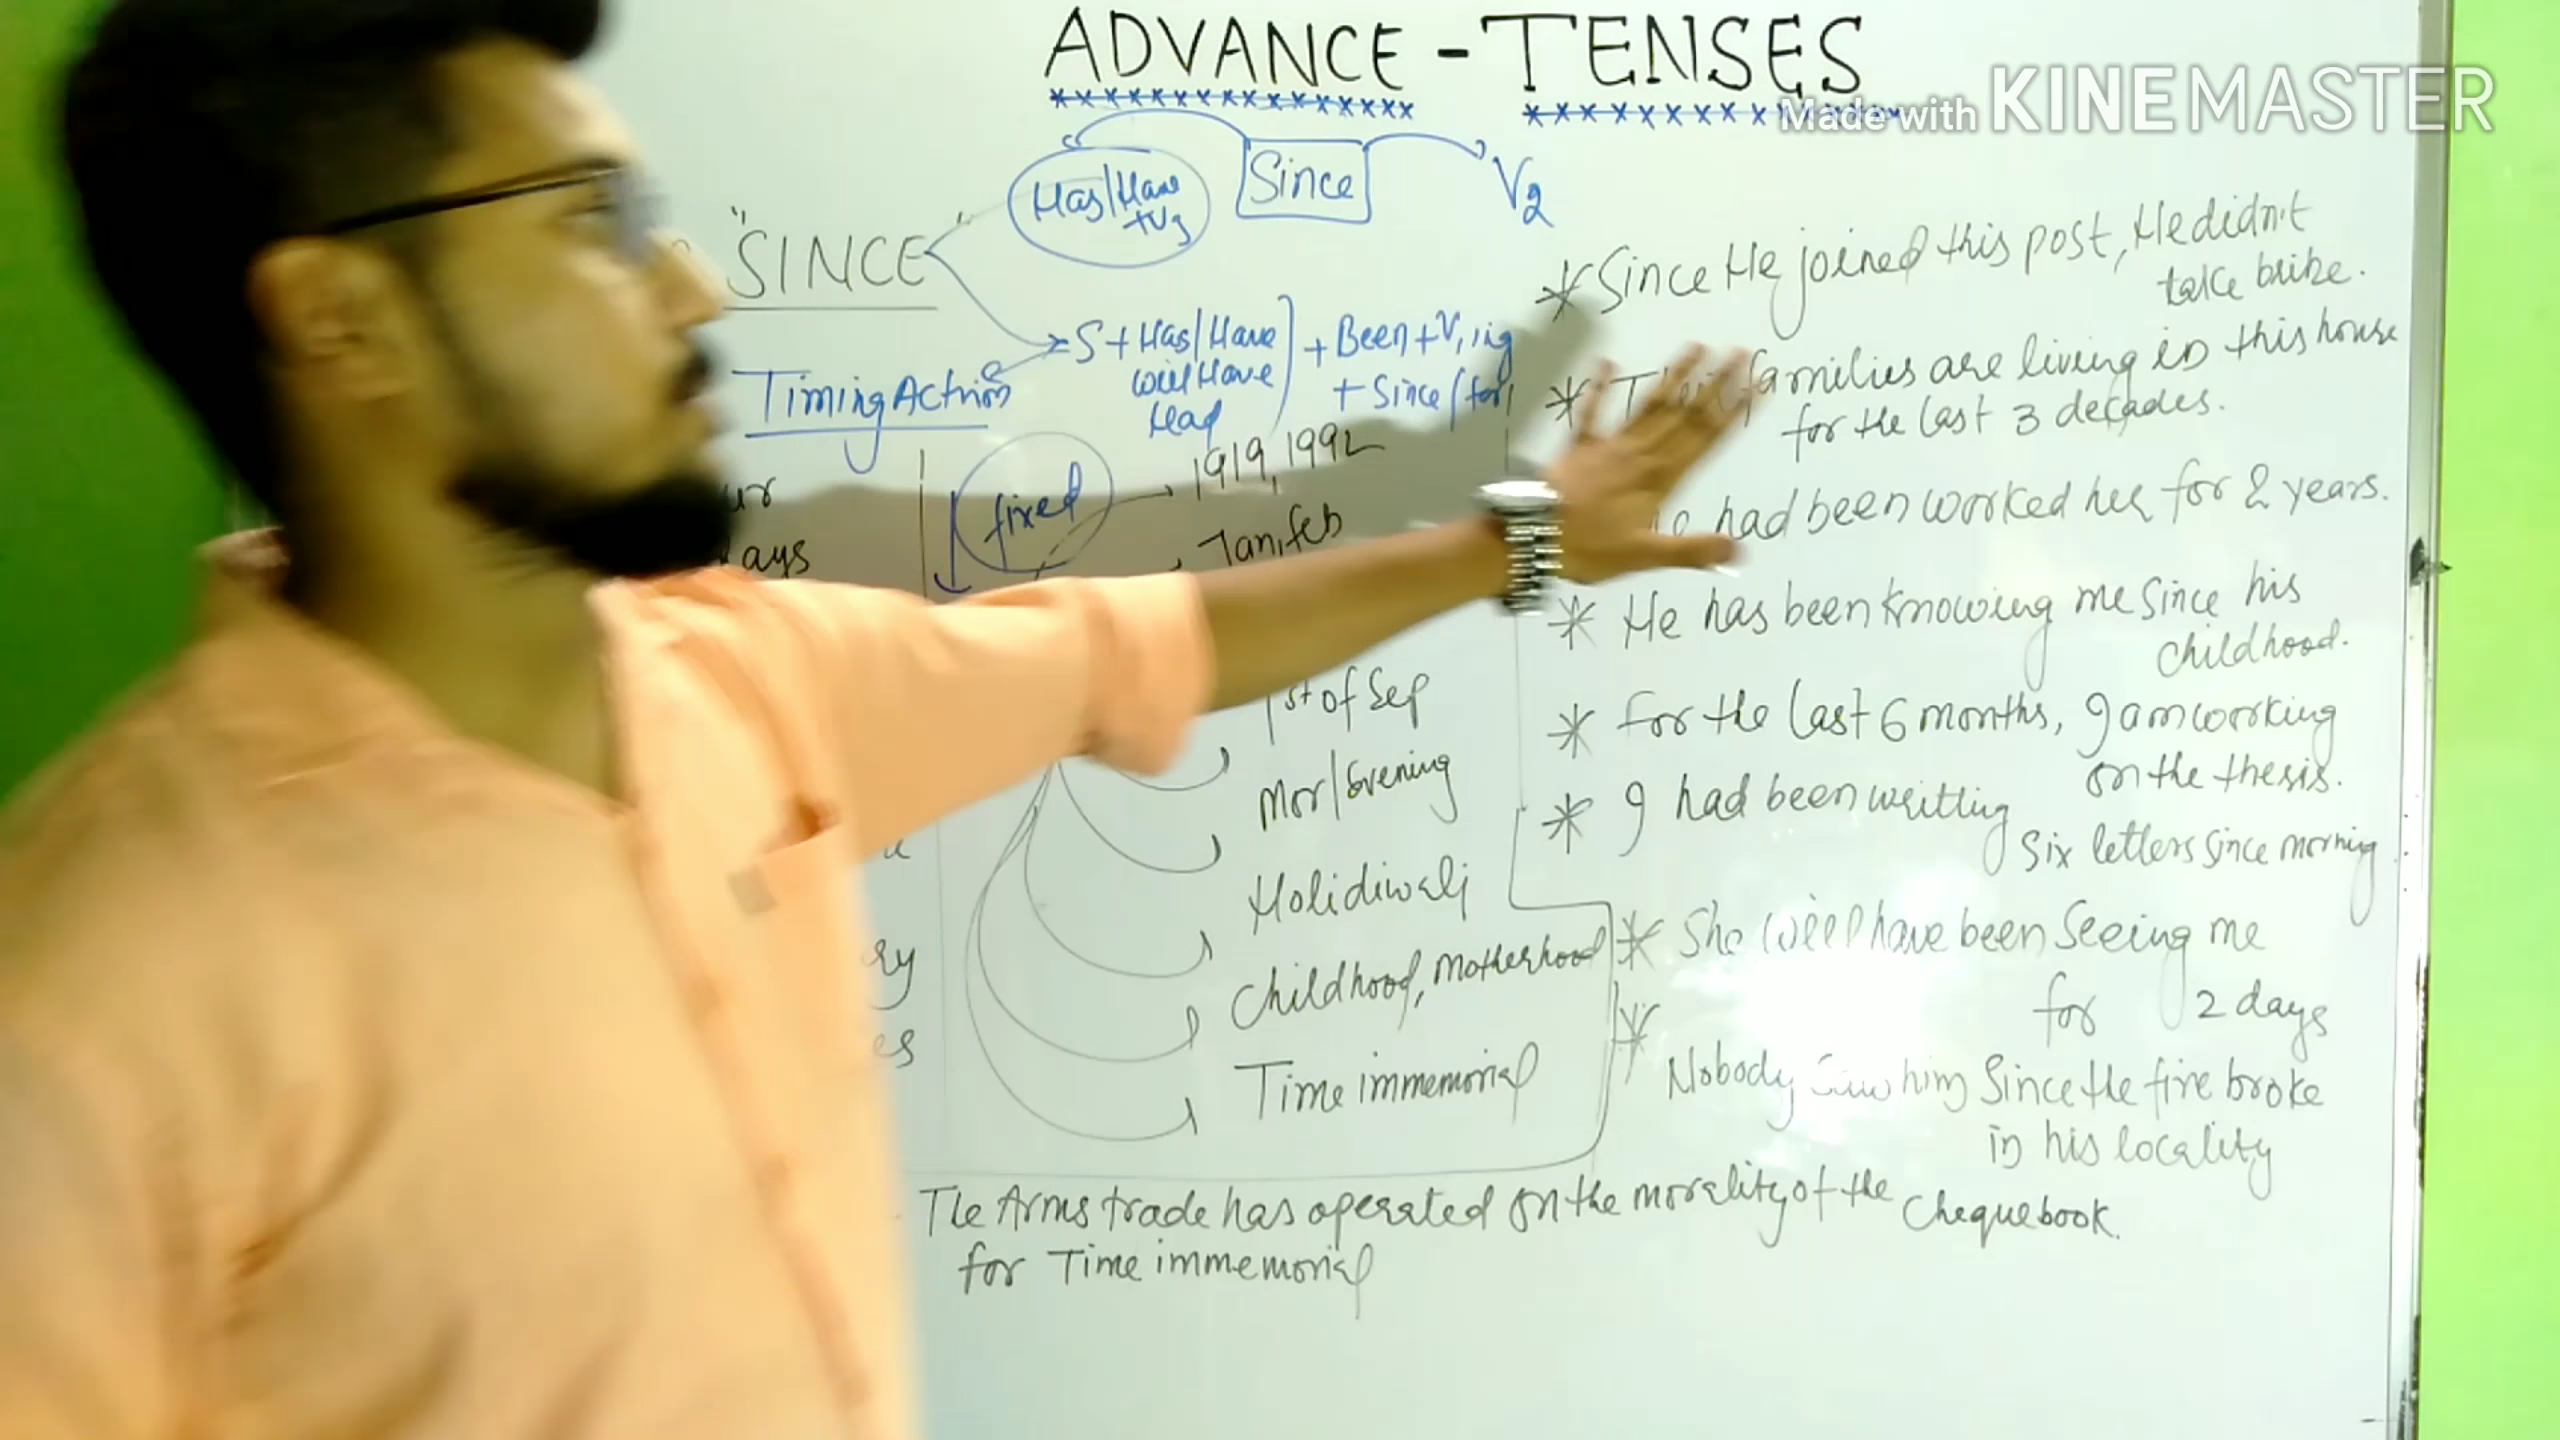 ADVANCE - TENSES
Made with KINEMASTER
Has/Have +V3
Since
V2
"SINCE"
=S + Has/Have + Been + V1 ing
will Have + Since/for
Had
Timing Action
fixed
1919, 1992
Jan, feb
1st of Sep
Mor/Evening
Holi diwali
Childhood, Motherhood
Time immemorial
* Since He joined this post, He didn't
take bribe.
* families are living in this house
for the last 3 decades.
had been worked her for 2 years.
* He has been knowing me since his
childhood.
* for the last 6 months, I am working
on the thesis.
* I had been writting
six letters since morning
* She will have been seeing me
for 2 days
* Nobody saw him since the fire broke
in his locality
The Arms trade has operated on the morality of the chequebook.
for Time immemorial